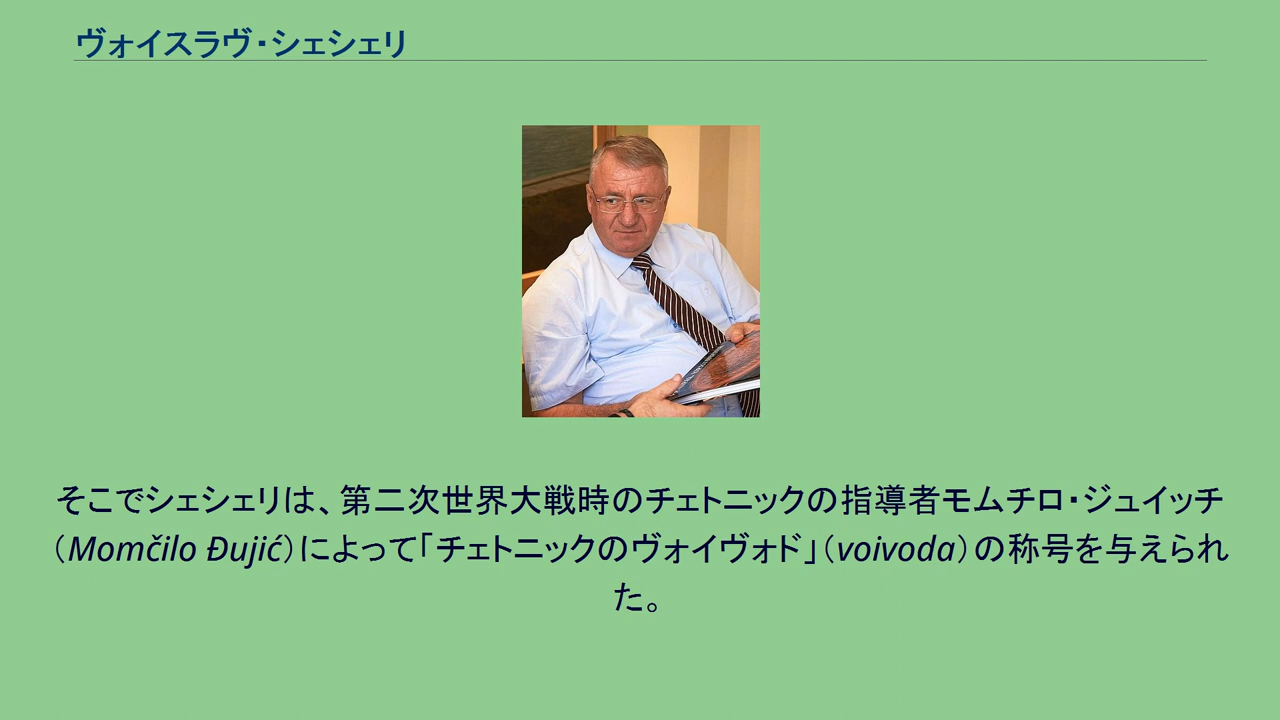 ヴォイスラヴ・シェシェリ
そこでシェシェリは、第二次世界大戦時のチェトニックの指導者モムチロ・ジュイッチ
（Momčilo Đujić）によって「チェトニックのヴォイヴォド」（voivoda）の称号を与えられ
た。